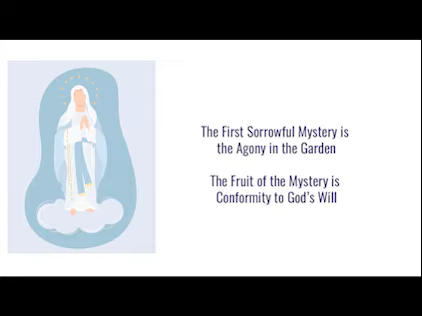 The First Sorrowful Mystery is
the Agony in the Garden
The Fruit of the Mystery is
Conformity to God's Will